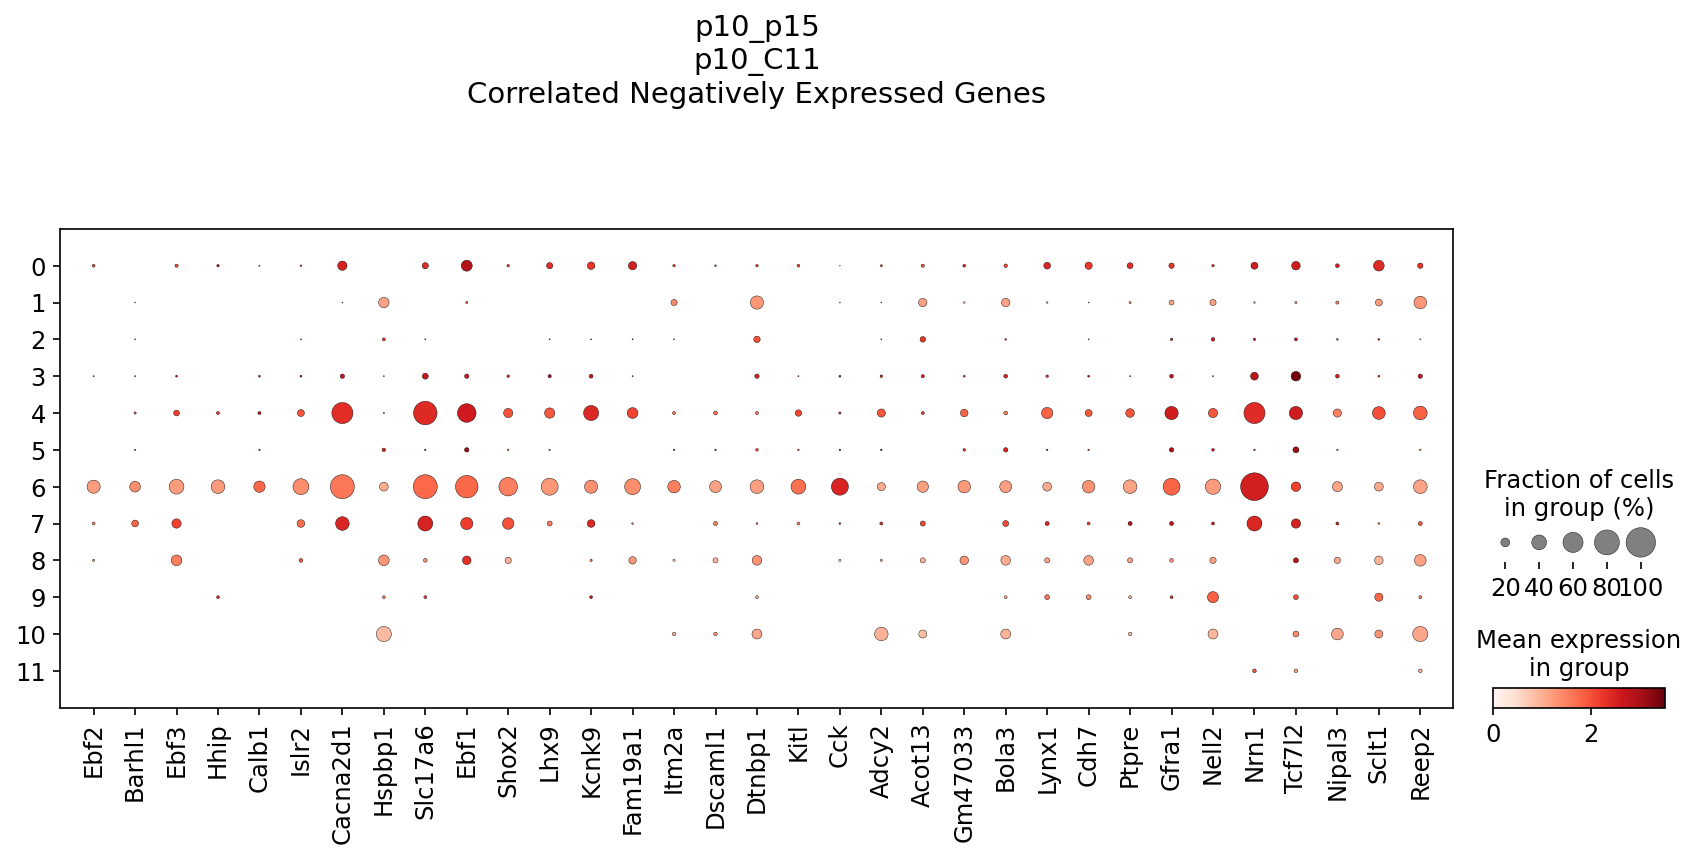 p10_p15
p10_C11
Correlated Negatively Expressed Genes
0
1
2
3
4
5
6
7
8
9
10
11
Ebf2
Barhl1
Ebf3
Hhip
Calb1
Islr2
Cacna2d1
Hspbp1
Slc17a6
Ebf1
Shox2
Lhx9
Kcnk9
Fam19a1
Itm2a
Dscaml1
Dtnbp1
Kitl
Cck
Adcy2
Acot13
Gm47033
Bola3
Lynx1
Cdh7
Ptpre
Gfra1
Nell2
Nrn1
Tcf7l2
Nipal3
Sclt1
Reep2
Fraction of cells
in group (%)
20 40 60 80 100
Mean expression
in group
0 2